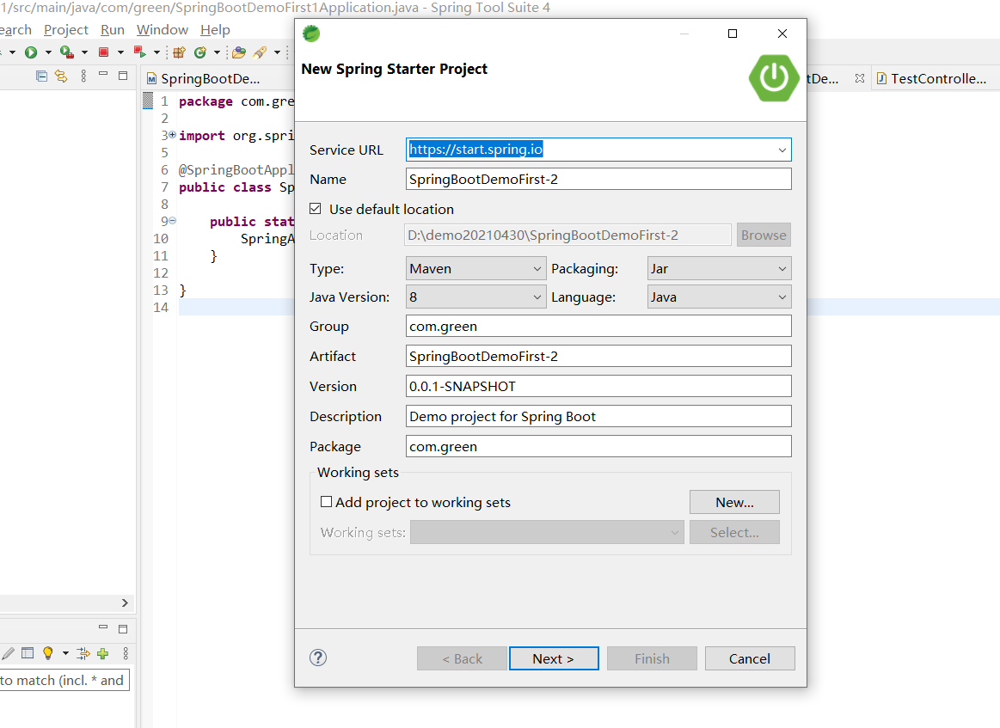 1/src/main/java/com/green/SpringBootDemoFirst1Application.java - Spring Tool Suite 4
earch Project Run Window Help
SpringBootDe...
tDe...
TestControlle...
1 package com.gre
2
3 import org.spri
5
6 @SpringBootAppl
7 public class Sp
8
9 public stat
10 SpringA
11 }
12
13 }
14
to match (incl. * and
New Spring Starter Project
Service URL https://start.spring.io
Name SpringBootDemoFirst-2
Use default location
Location D:\demo20210430\SpringBootDemoFirst-2 Browse
Type: Maven Packaging: Jar
Java Version: 8 Language: Java
Group com.green
Artifact SpringBootDemoFirst-2
Version 0.0.1-SNAPSHOT
Description Demo project for Spring Boot
Package com.green
Working sets
Add project to working sets New...
Working sets: Select...
? < Back Next > Finish Cancel